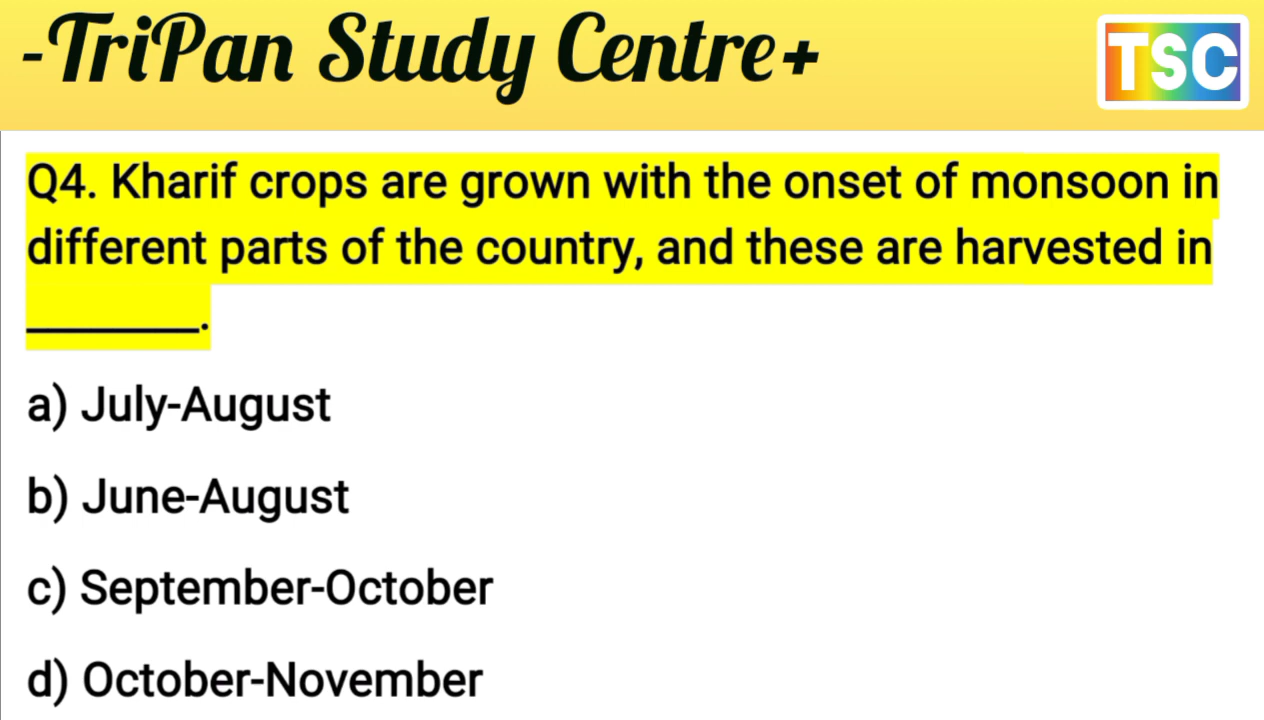 -TriPan Study Centre+
TSC
Q4. Kharif crops are grown with the onset of monsoon in
different parts of the country, and these are harvested in
________.
a) July-August
b) June-August
c) September-October
d) October-November